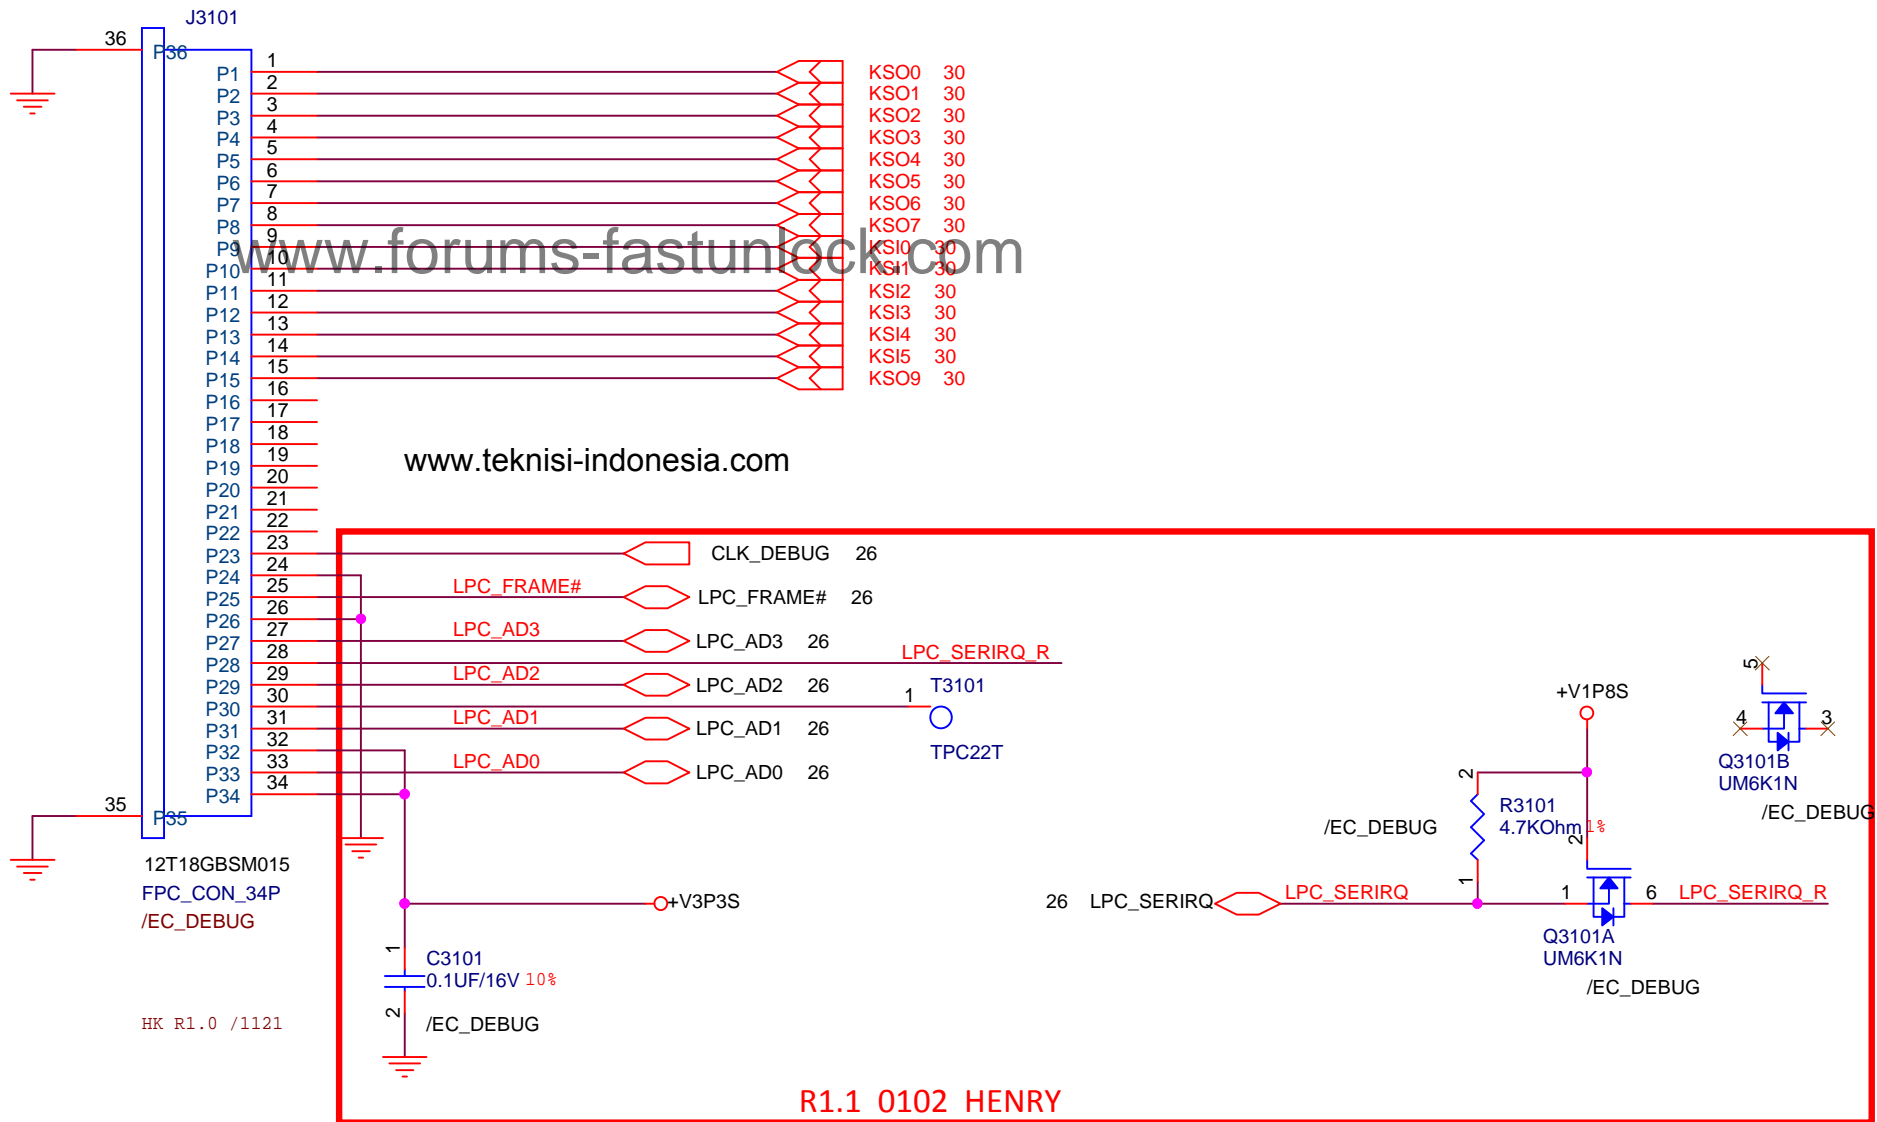 J3101
36
P36
P1 1 KSO0 30
P2 2 KSO1 30
P3 3 KSO2 30
P4 4 KSO3 30
P5 5 KSO4 30
P6 6 KSO5 30
P7 7 KSO6 30
P8 8 KSO7 30
P9 9 KSI0 30
www.forums-fastunlock.com
P10 10 KSI1 30
P11 11 KSI2 30
P12 12 KSI3 30
P13 13 KSI4 30
P14 14 KSI5 30
P15 15 KSO9 30
P16 16
P17 17
P18 18
P19 19
www.teknisi-indonesia.com
P20 20
P21 21
P22 22
P23 23 CLK_DEBUG 26
P24 24
P25 25 LPC_FRAME# LPC_FRAME# 26
P26 26
P27 27 LPC_AD3 LPC_AD3 26
P28 28 LPC_SERIRQ_R
P29 29 LPC_AD2 LPC_AD2 26
P30 30 1 T3101
TPC22T
P31 31 LPC_AD1 LPC_AD1 26
P32 32
P33 33 LPC_AD0 LPC_AD0 26
P34 34
35
P35
12T18GBSM015
FPC_CON_34P
/EC_DEBUG
+V3P3S
1
C3101
0.1UF/16V 10%
2
/EC_DEBUG
HK R1.0 /1121
+V1P8S
2
R3101
4.7KOhm 1%
/EC_DEBUG
1
2
26 LPC_SERIRQ LPC_SERIRQ 1 6 LPC_SERIRQ_R
Q3101A
UM6K1N
/EC_DEBUG
5
4 3
Q3101B
UM6K1N
/EC_DEBUG
R1.1 0102 HENRY